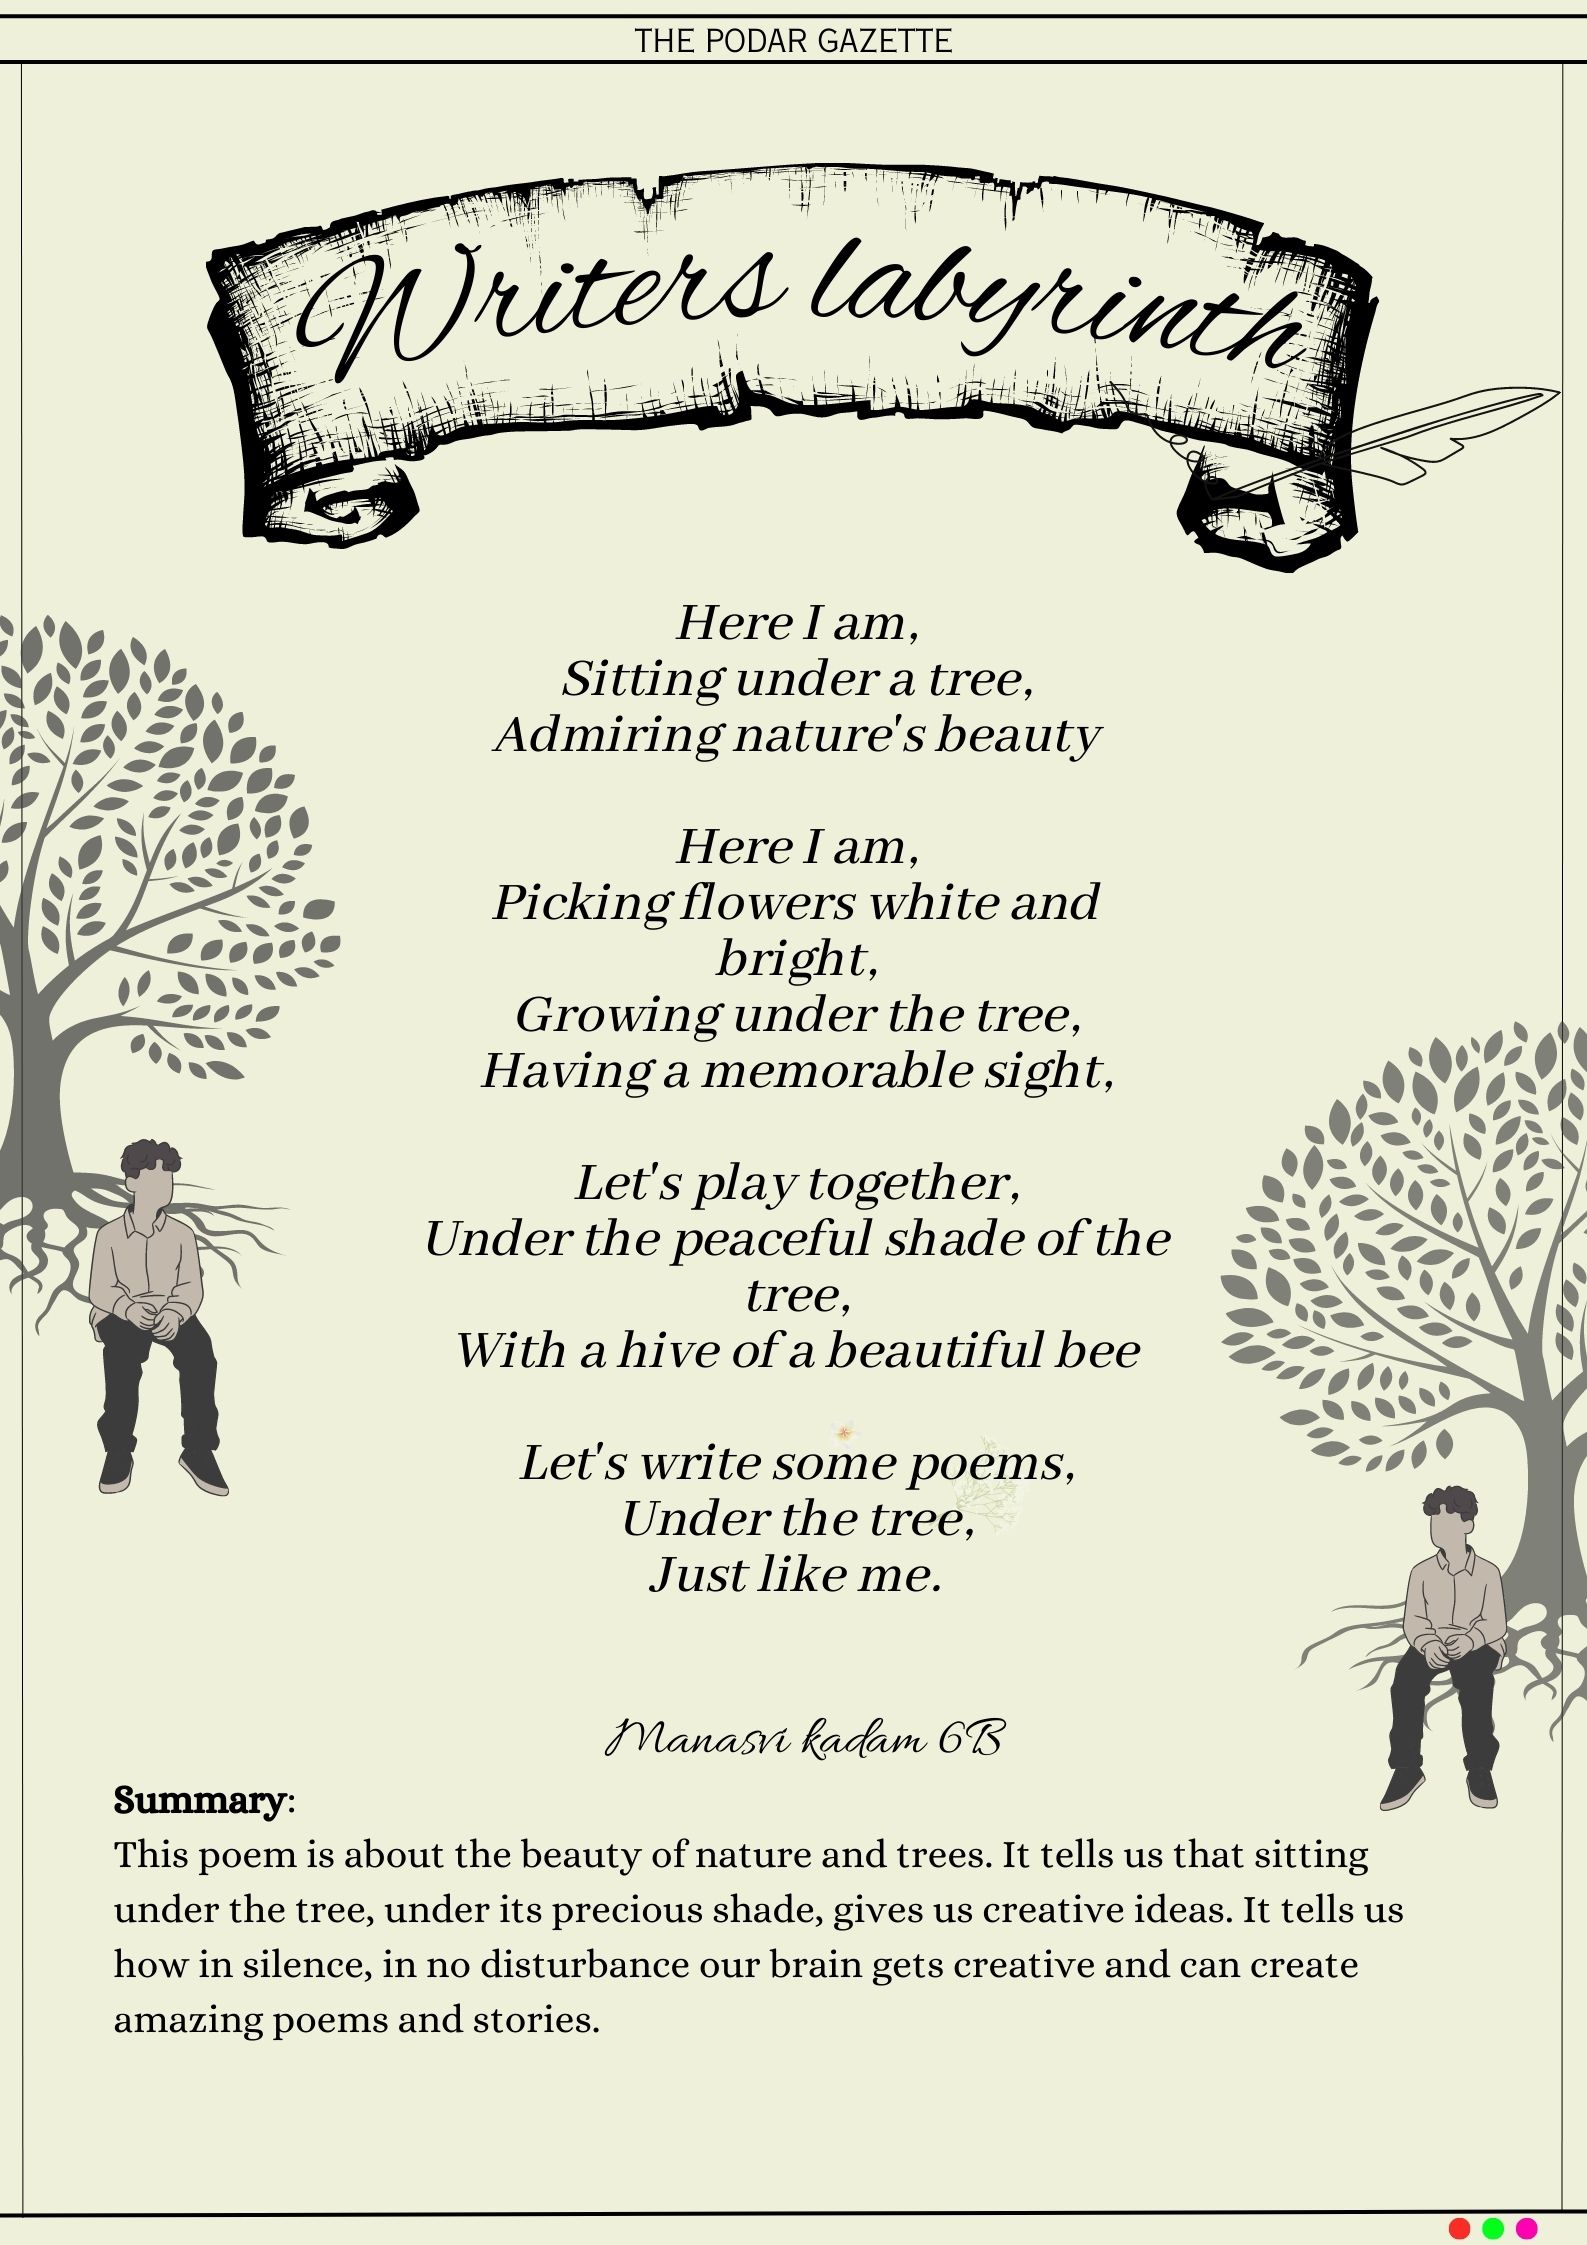 THE PODAR GAZETTE
Writers labyrinth
Here I am,
Sitting under a tree,
Admiring nature's beauty
Here I am,
Picking flowers white and
bright,
Growing under the tree,
Having a memorable sight,
Let's play together,
Under the peaceful shade of the
tree,
With a hive of a beautiful bee
Let's write some poems,
Under the tree,
Just like me.
Manasvi kadam 6B
Summary:
This poem is about the beauty of nature and trees. It tells us that sitting
under the tree, under its precious shade, gives us creative ideas. It tells us
how in silence, in no disturbance our brain gets creative and can create
amazing poems and stories.